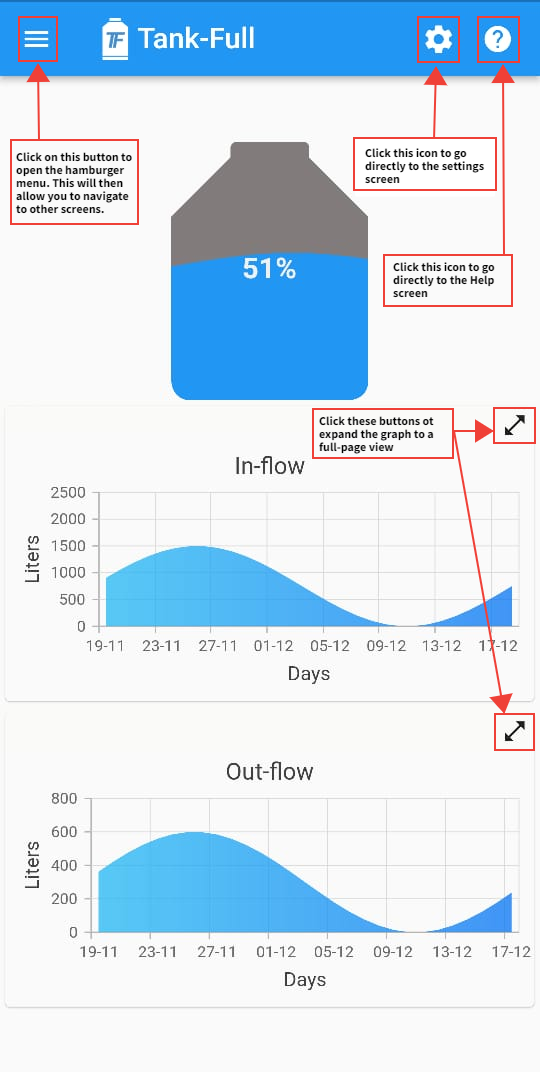 TF Tank-Full
Click on this button to
open the hamburger
menu. This will then
allow you to navigate
to other screens.
Click this icon to go
directly to the settings
screen
51%
Click this icon to go
directly to the Help
screen
Click these buttons ot
expand the graph to a
full-page view
In-flow
2500
2000
1500
1000
500
0
Liters
19-11 23-11 27-11 01-12 05-12 09-12 13-12 17-12
Days
Out-flow
800
600
400
200
0
Liters
19-11 23-11 27-11 01-12 05-12 09-12 13-12 17-12
Days